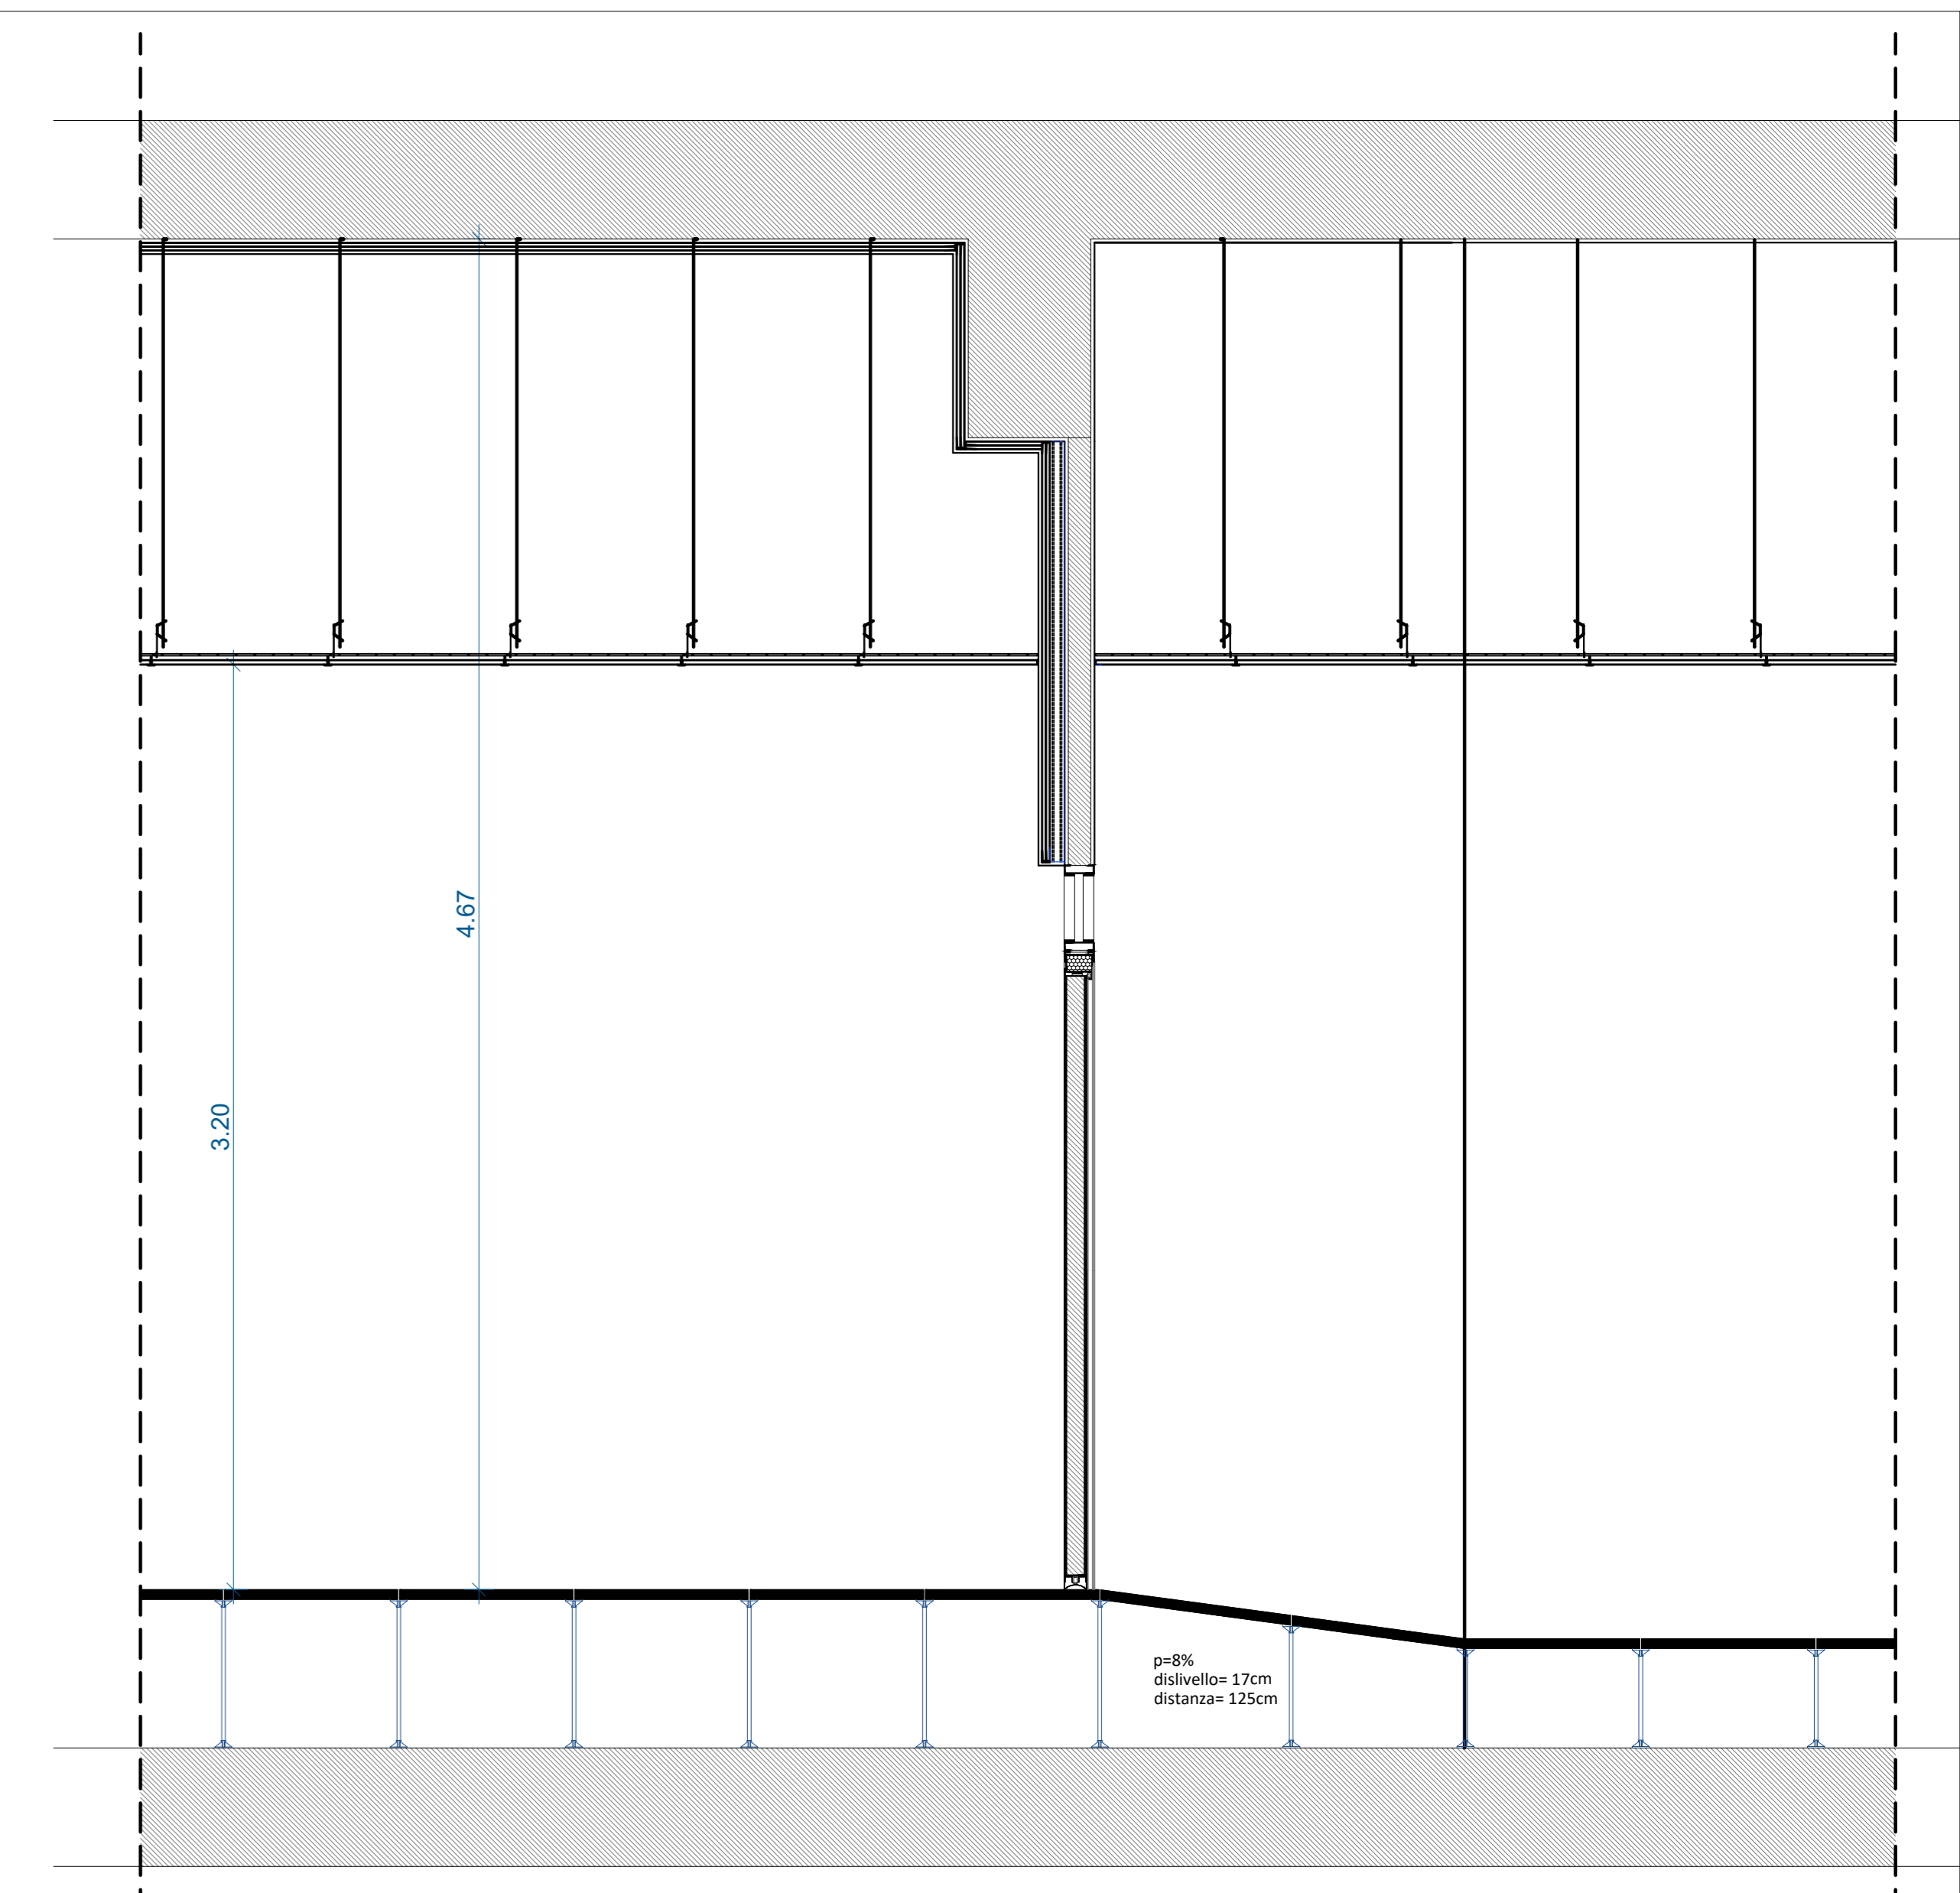 4.67
3.20
p=8%
dislivello= 17cm
distanza= 125cm